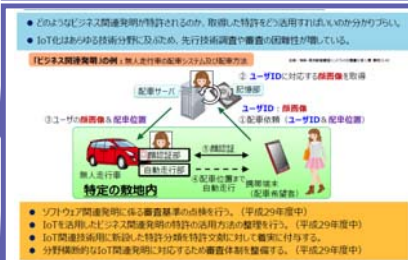 ● どのようなビジネス関連発明が特許されるのか、取得した特許をどう活用すればいいのか分かりづらい。
● IoT化はあらゆる技術分野に及ぶため、先行技術調査や審査の困難性が増している。
「ビジネス関連発明」の例：無人走行車の配車システム及び配車方法
② ユーザIDに対応する顔画像を取得
配車サーバ
記憶部
ユーザID：顔画像
③ユーザの顔画像&配車位置
①配車依頼（ユーザID&配車位置）
顔認証部
⑤顔認証
自動走行部
④配車位置まで
自動走行
無人走行車
特定の敷地内
携帯端末
（配車希望者）
● ソフトウェア関連発明に係る審査基準の点検を行う。（平成29年度中）
● IoTを活用したビジネス関連発明の特許の活用方法の整理を行う。（平成29年度中）
● IoT関連技術用に新設した特許分類を特許文献に対して着実に付与する。
● 分野横断的なIoT関連発明に対応するため審査体制を整備する。（平成29年度中）